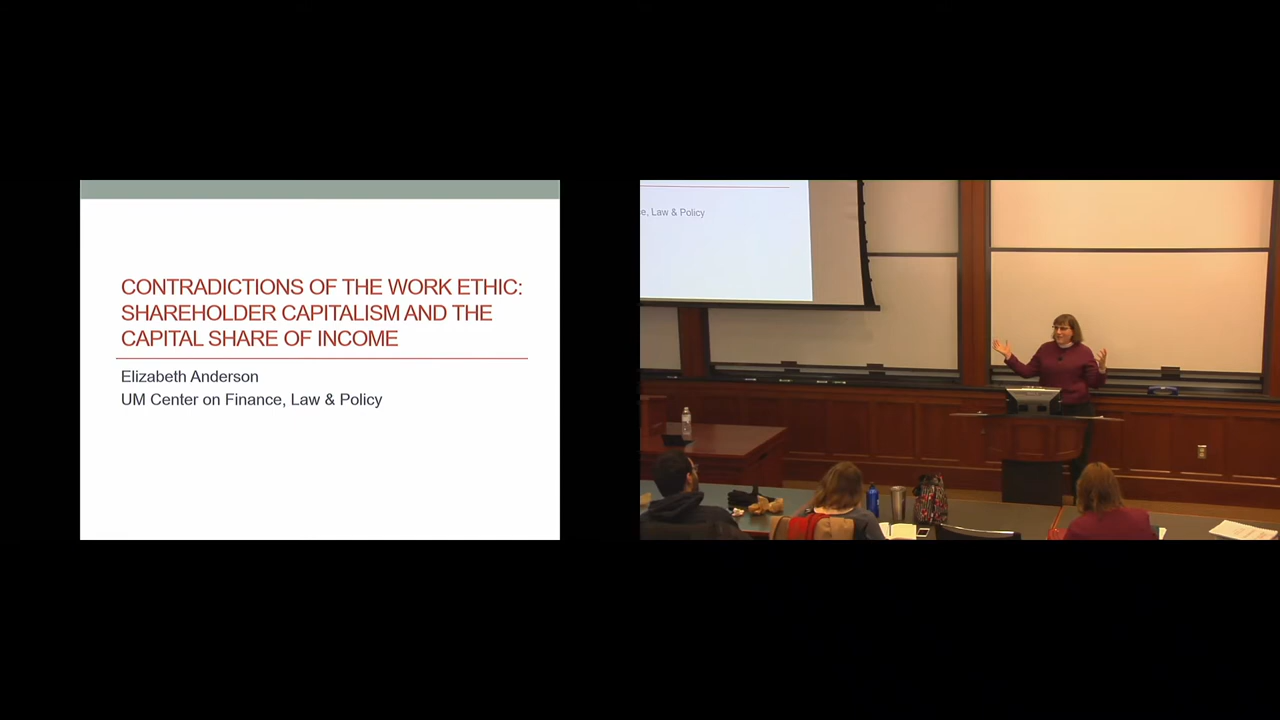 CONTRADICTIONS OF THE WORK ETHIC:
SHAREHOLDER CAPITALISM AND THE
CAPITAL SHARE OF INCOME
Elizabeth Anderson
UM Center on Finance, Law & Policy
e, Law & Policy